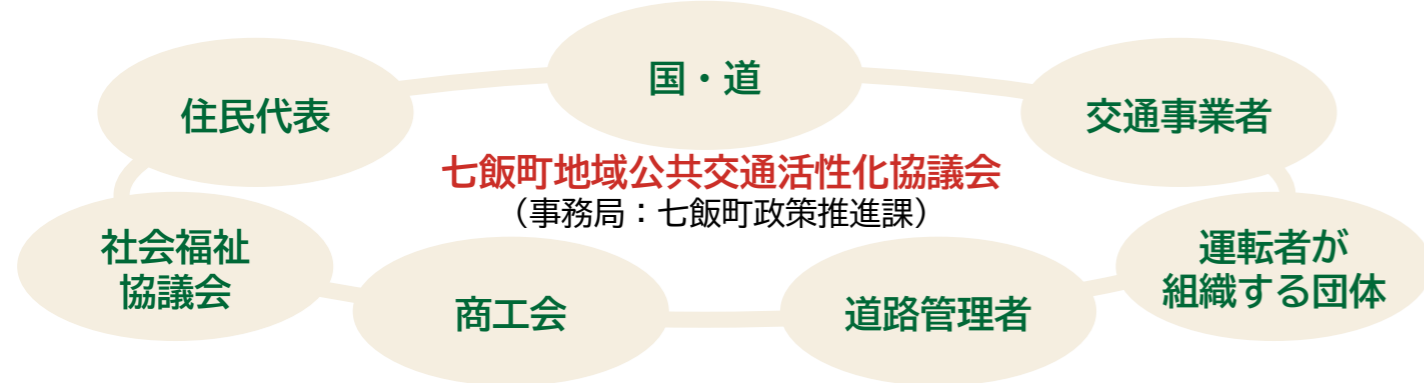 国・道
住民代表
交通事業者
七飯町地域公共交通活性化協議会
（事務局：七飯町政策推進課）
社会福祉
協議会
運転者が
組織する団体
商工会
道路管理者